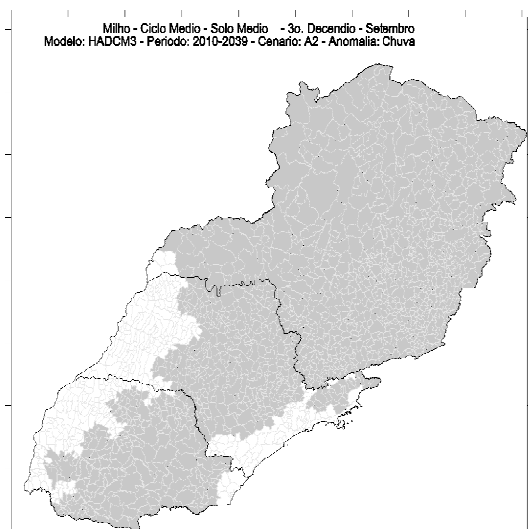 Milho - Ciclo Medio - Solo Medio - 3o. Decendio - Setembro
Modelo: HADCM3 - Periodo: 2010-2039 - Cenario: A2 - Anomalia: Chuva